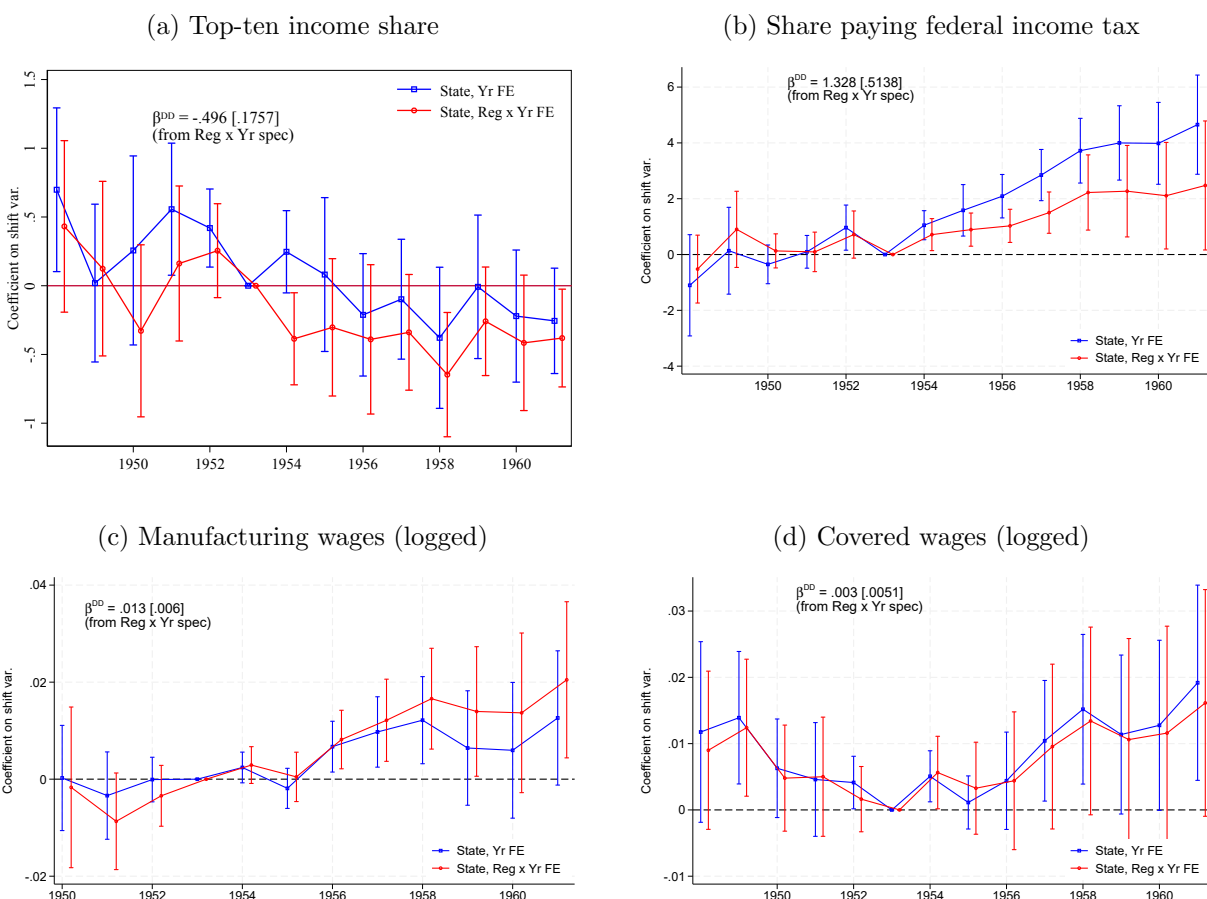 (a) Top-ten income share
1.5
1
.5
0
-.5
-1
Coefficient on shift var.
βᴰᴰ = -.496 [.1757]
(from Reg x Yr spec)
State, Yr FE
State, Reg x Yr FE
1950 1952 1954 1956 1958 1960
(b) Share paying federal income tax
6
4
2
0
-2
-4
Coefficient on shift var.
βᴰᴰ = 1.328 [.5138]
(from Reg x Yr spec)
State, Yr FE
State, Reg x Yr FE
1950 1952 1954 1956 1958 1960
(c) Manufacturing wages (logged)
.04
.02
0
-.02
Coefficient on shift var.
βᴰᴰ = .013 [.006]
(from Reg x Yr spec)
State, Yr FE
State, Reg x Yr FE
1950 1952 1954 1956 1958 1960
(d) Covered wages (logged)
.03
.02
.01
0
-.01
Coefficient on shift var.
βᴰᴰ = .003 [.0051]
(from Reg x Yr spec)
State, Yr FE
State, Reg x Yr FE
1950 1952 1954 1956 1958 1960